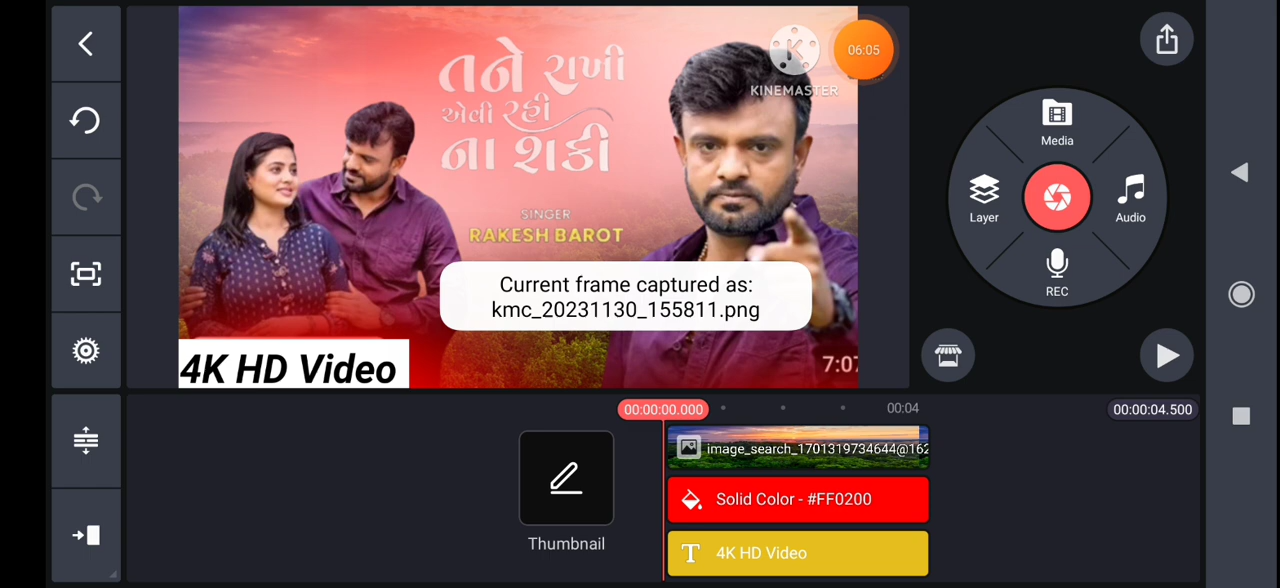 તને રાખી
એવી રહી
ના શકી
SINGER
RAKESH BAROT
KINEMASTER
06:05
Current frame captured as:
kmc_20231130_155811.png
4K HD Video
7:07
Media
Layer
Audio
REC
00:00:00.000
00:04
00:00:04.500
image_search_1701319734644@162
Solid Color - #FF0200
T 4K HD Video
Thumbnail